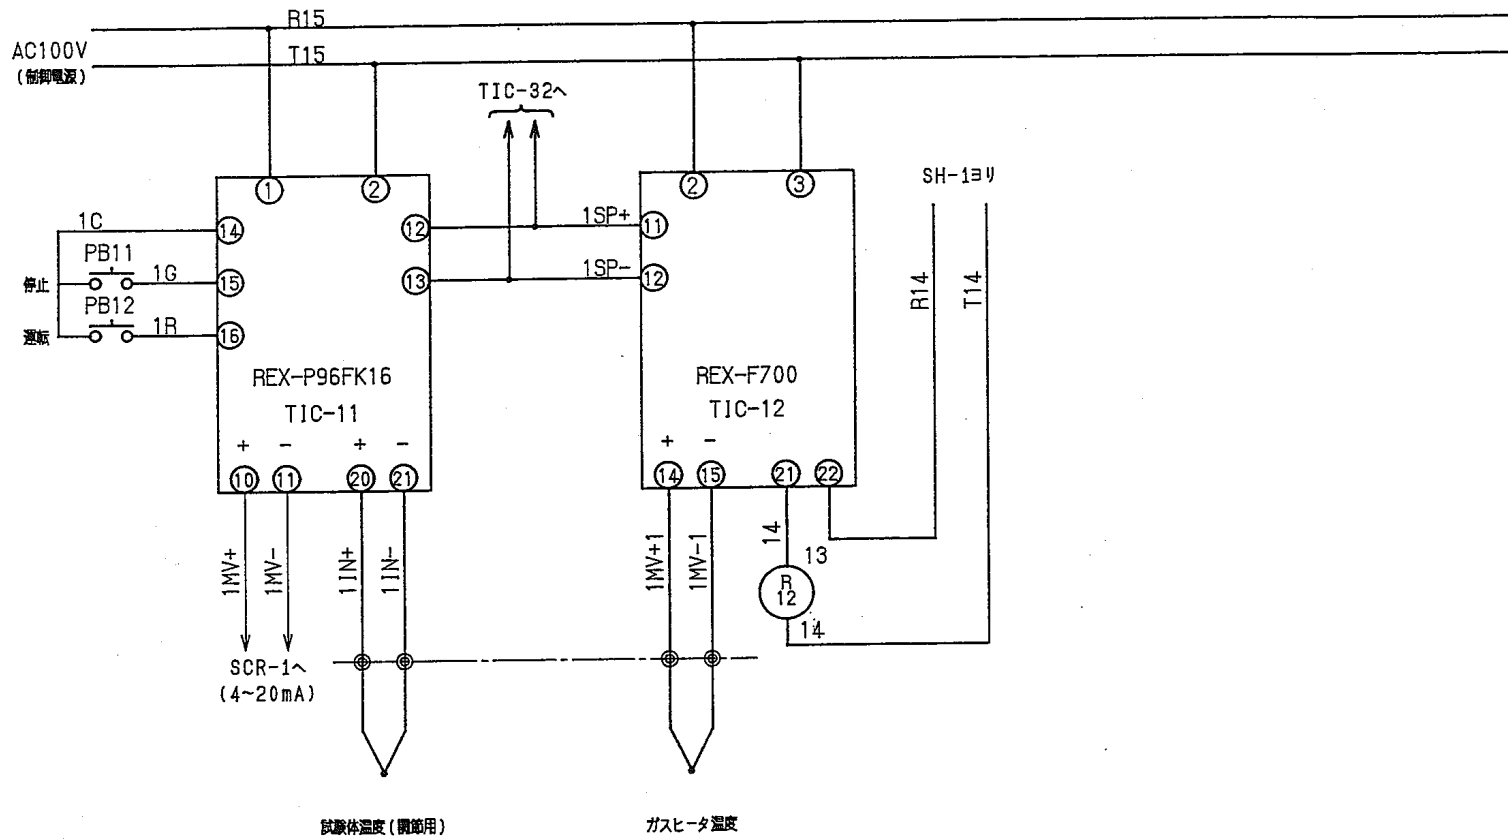 R15
AC100V
T15
(制御電源)
TIC-32へ
1
2
2
3
SH-1ヨリ
1C
14
12
1SP+
11
PB11
停止
1G
15
13
1SP-
12
R14
T14
PB12
運転
1R
16
REX-P96FK16
TIC-11
REX-F700
TIC-12
+ - + -
+ -
10
11
20
21
14
15
21
22
1MV+
1MV-
1IN+
1IN-
1MV+1
1MV-1
14
13
R
12
14
SCR-1へ
(4~20mA)
試験体温度(調節用)
ガスヒータ温度